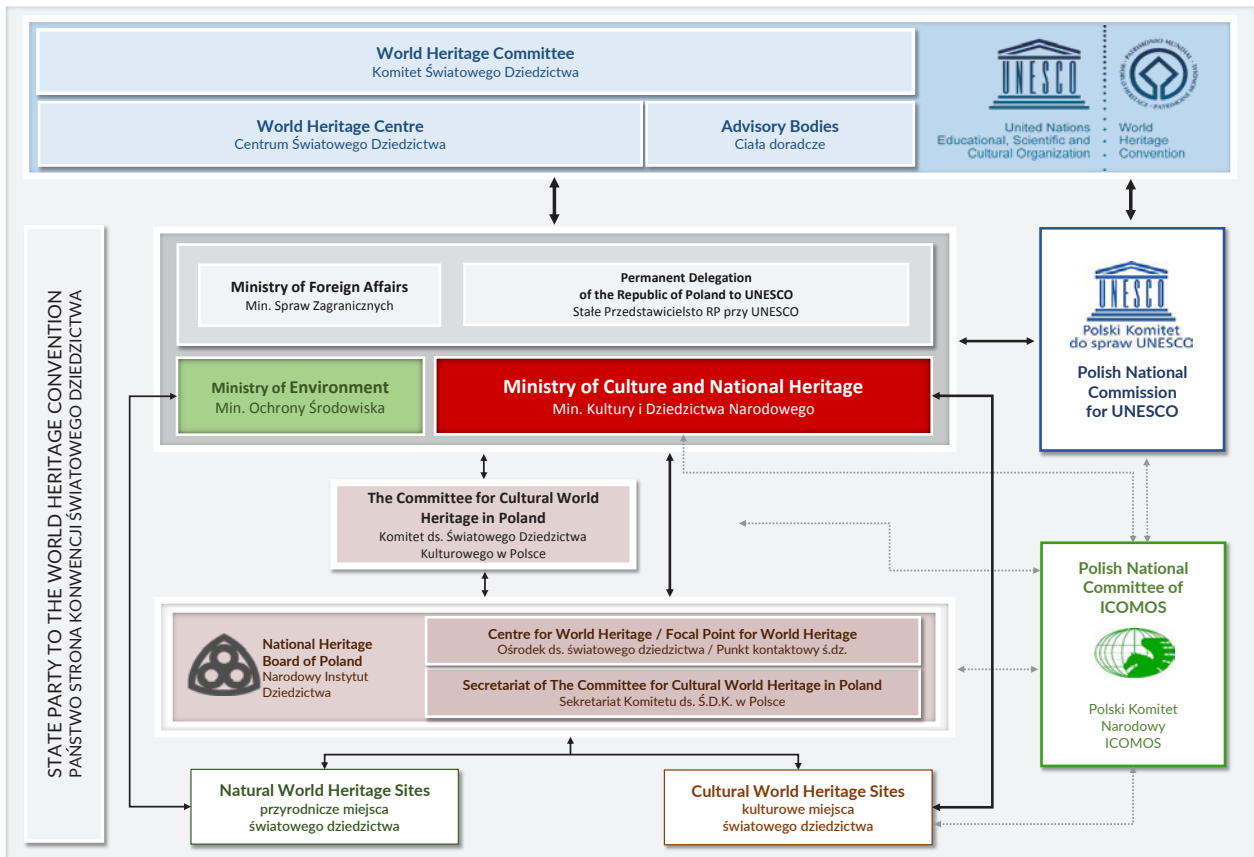 World Heritage Committee
Komitet Światowego Dziedzictwa
World Heritage Centre
Centrum Światowego Dziedzictwa
Advisory Bodies
Ciała doradcze
UNESCO
United Nations
Educational, Scientific and
Cultural Organization
WORLD HERITAGE • PATRIMOINE MONDIAL • PATRIMONIO MUNDIAL
World
Heritage
Convention
STATE PARTY TO THE WORLD HERITAGE CONVENTION
PAŃSTWO STRONA KONWENCJI ŚWIATOWEGO DZIEDZICTWA
Ministry of Foreign Affairs
Min. Spraw Zagranicznych
Permanent Delegation
of the Republic of Poland to UNESCO
Stałe Przedstawicielsto RP przy UNESCO
Ministry of Environment
Min. Ochrony Środowiska
Ministry of Culture and National Heritage
Min. Kultury i Dziedzictwa Narodowego
UNESCO
Polski Komitet
do spraw UNESCO
Polish National
Commission
for UNESCO
The Committee for Cultural World
Heritage in Poland
Komitet ds. Światowego Dziedzictwa
Kulturowego w Polsce
National Heritage
Board of Poland
Narodowy Instytut
Dziedzictwa
Centre for World Heritage / Focal Point for World Heritage
Ośrodek ds. światowego dziedzictwa / Punkt kontaktowy ś.dz.
Secretariat of The Committee for Cultural World Heritage in Poland
Sekretariat Komitetu ds. Ś.D.K. w Polsce
Polish National
Committee of
ICOMOS
Polski Komitet
Narodowy
ICOMOS
Natural World Heritage Sites
przyrodnicze miejsca
światowego dziedzictwa
Cultural World Heritage Sites
kulturowe miejsca
światowego dziedzictwa